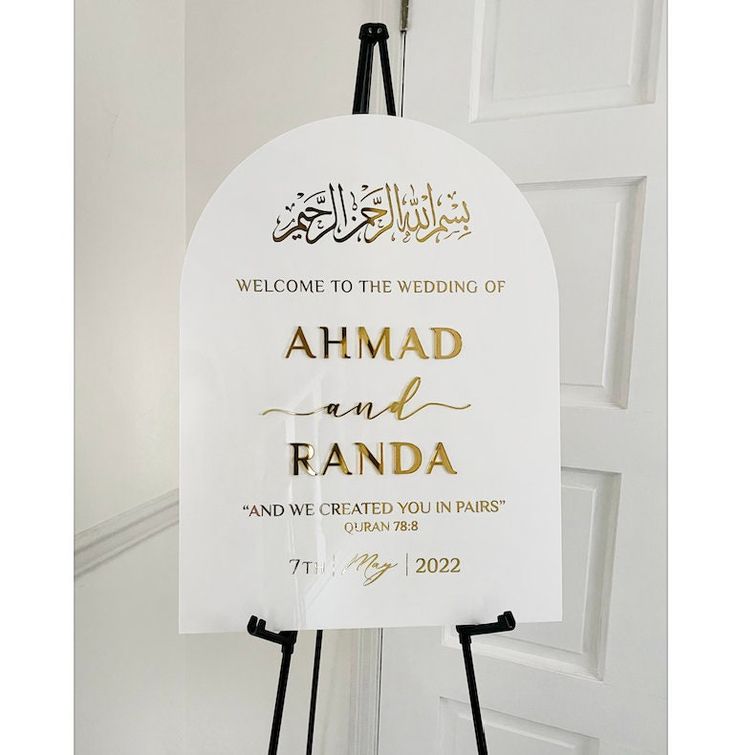 بسم الله الرحمن الرحيم
WELCOME TO THE WEDDING OF
AHMAD
and
RANDA
“AND WE CREATED YOU IN PAIRS”
QURAN 78:8
7TH | May | 2022